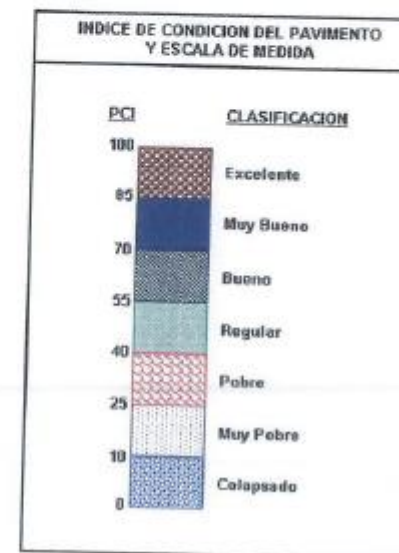 INDICE DE CONDICION DEL PAVIMENTO
Y ESCALA DE MEDIDA
PCI CLASIFICACION
100
Excelente
85
Muy Bueno
70
Bueno
55
Regular
40
Pobre
25
Muy Pobre
10
Colapsado
0